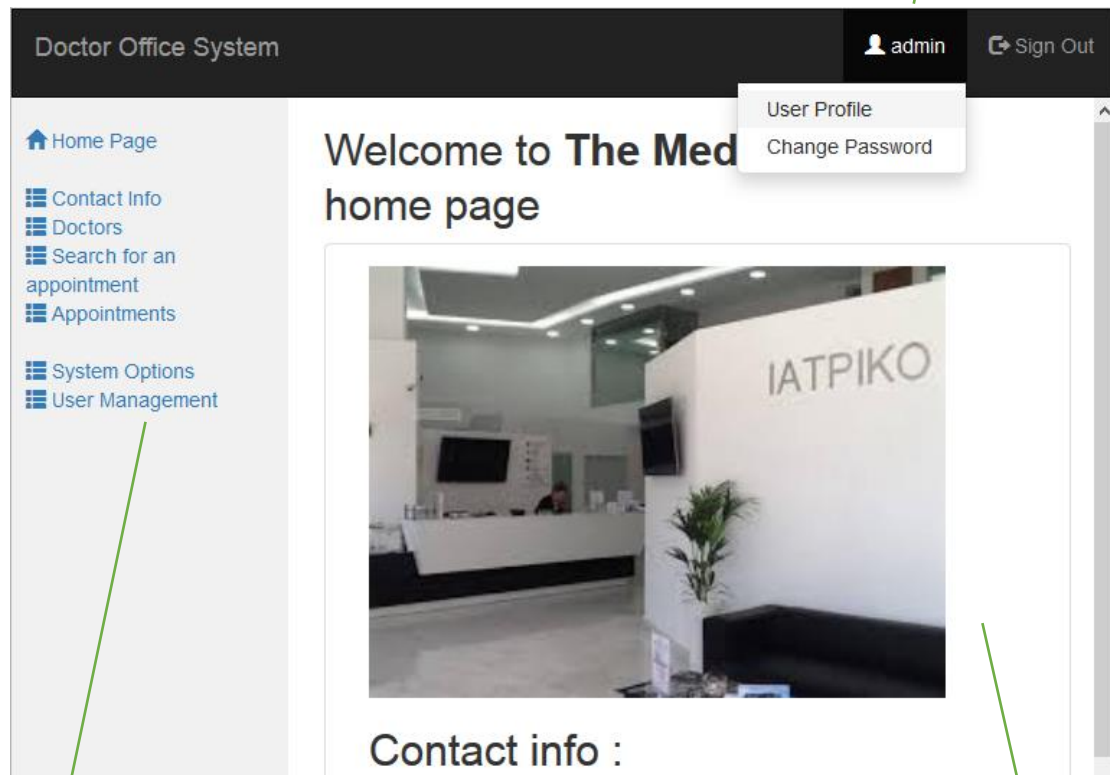 Doctor Office System
admin
Sign Out
User Profile
Change Password
Home Page
Contact Info
Doctors
Search for an
appointment
Appointments
System Options
User Management
Welcome to The Med
home page
ΙΑΤΡΙΚΟ
Contact info :